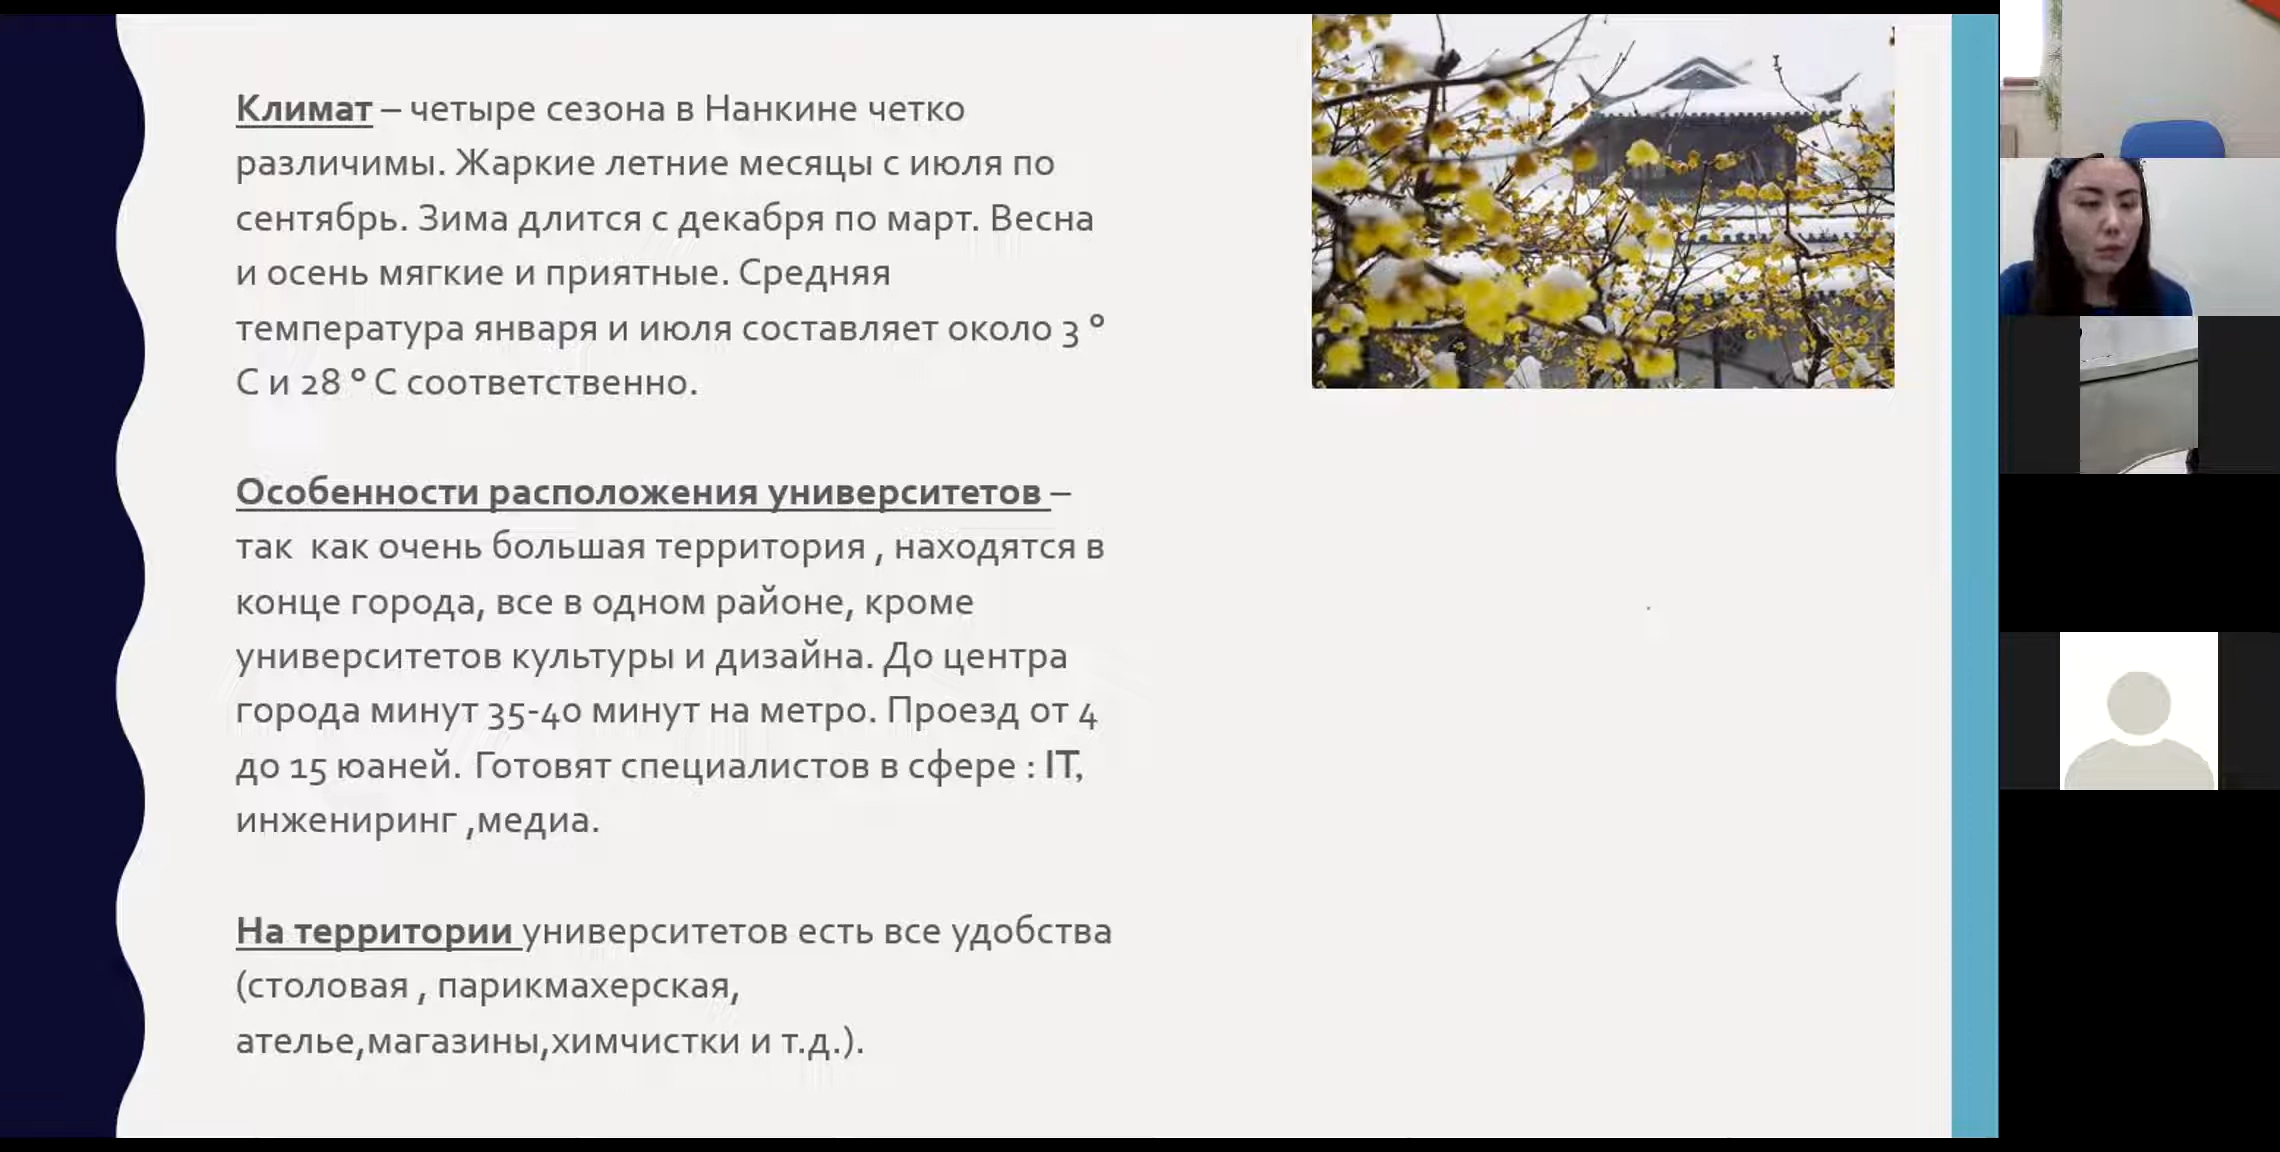 Климат – четыре сезона в Нанкине четко
различимы. Жаркие летние месяцы с июля по
сентябрь. Зима длится с декабря по март. Весна
и осень мягкие и приятные. Средняя
температура января и июля составляет около 3 °
C и 28 ° C соответственно.
Особенности расположения университетов –
так как очень большая территория , находятся в
конце города, все в одном районе, кроме
университетов культуры и дизайна. До центра
города минут 35-40 минут на метро. Проезд от 4
до 15 юаней. Готовят специалистов в сфере : IT,
инжениринг ,медиа.
На территории университетов есть все удобства
(столовая , парикмахерская,
ателье,магазины,химчистки и т.д.).